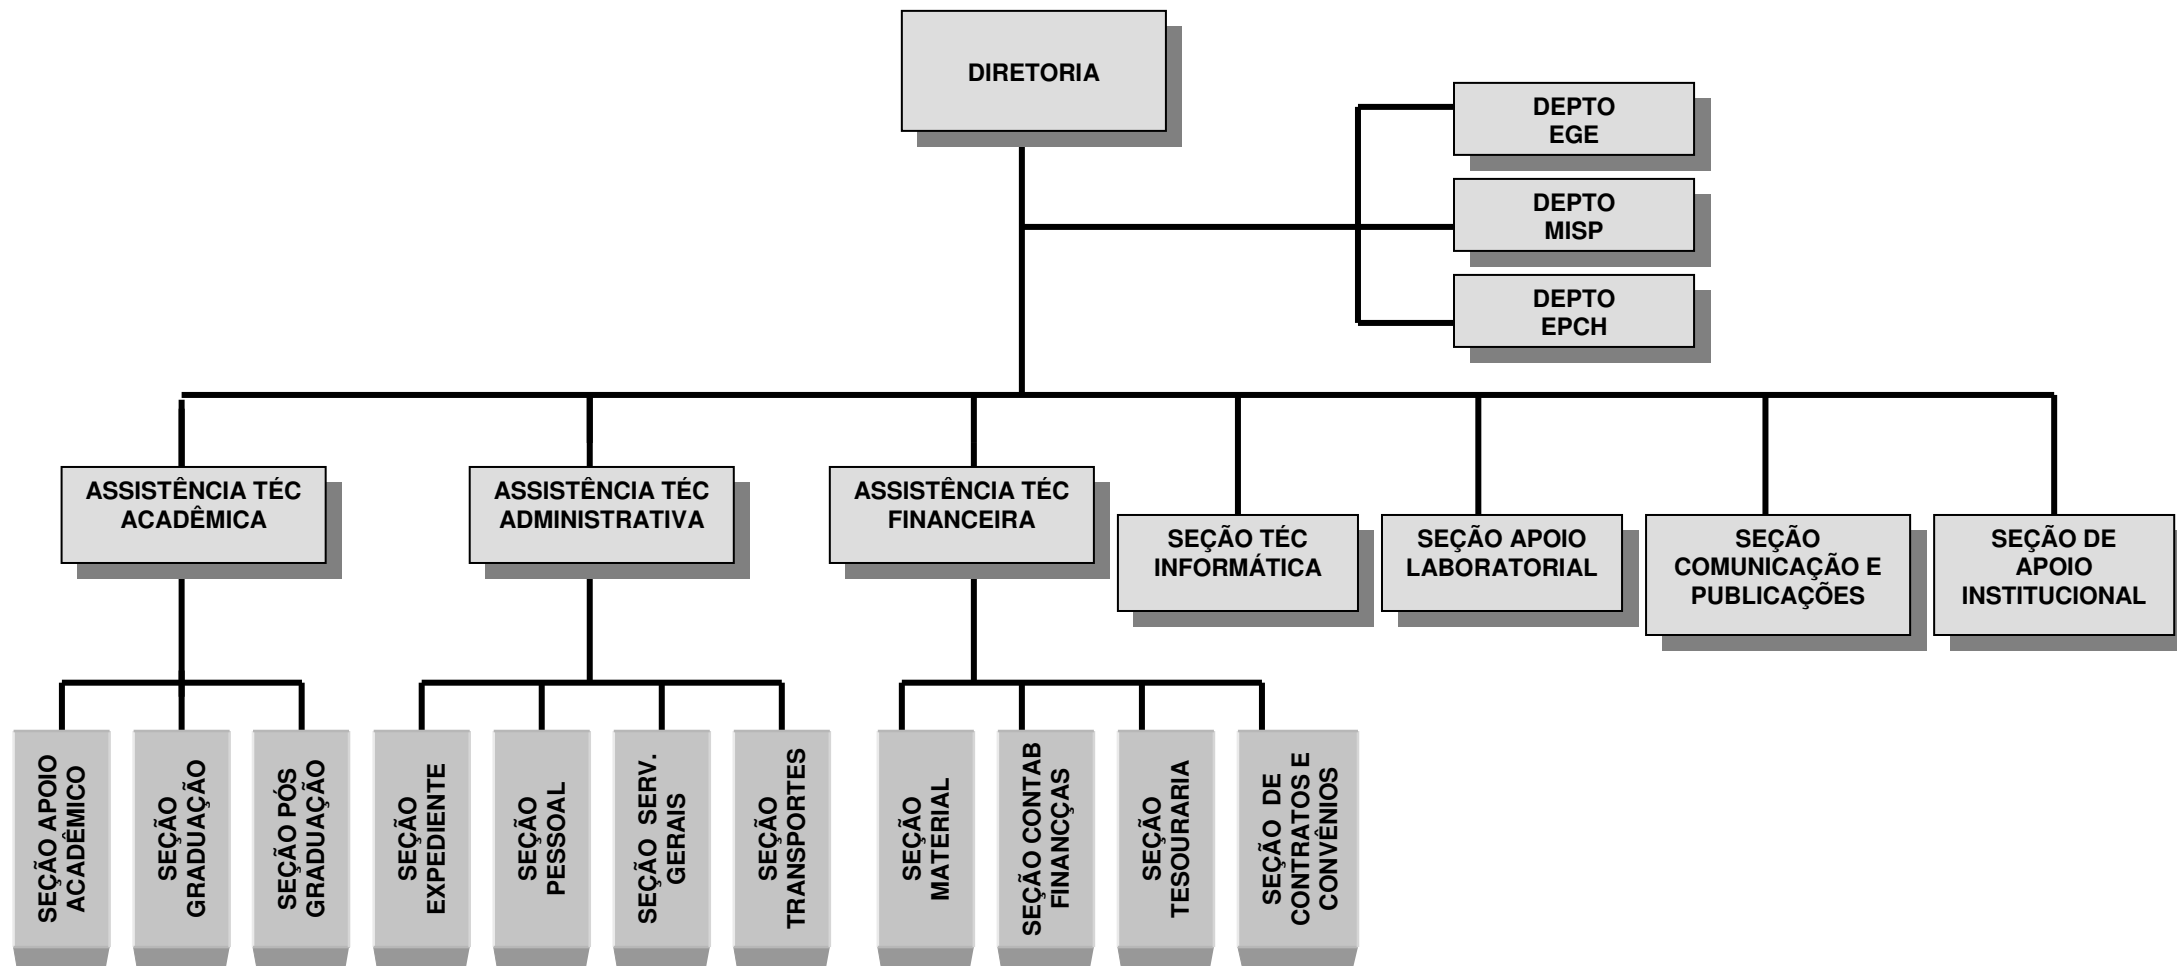 DIRETORIA
DEPTO
EGE
DEPTO
MISP
DEPTO
EPCH
ASSISTÊNCIA TÉC
ACADÊMICA
ASSISTÊNCIA TÉC
ADMINISTRATIVA
ASSISTÊNCIA TÉC
FINANCEIRA
SEÇÃO TÉC
INFORMÁTICA
SEÇÃO APOIO
LABORATORIAL
SEÇÃO
COMUNICAÇÃO E
PUBLICAÇÕES
SEÇÃO DE
APOIO
INSTITUCIONAL
SEÇÃO APOIO
ACADÊMICO
SEÇÃO
GRADUAÇÃO
SEÇÃO PÓS
GRADUAÇÃO
SEÇÃO
EXPEDIENTE
SEÇÃO
PESSOAL
SEÇÃO SERV.
GERAIS
SEÇÃO
TRANSPORTES
SEÇÃO
MATERIAL
SEÇÃO CONTAB
FINANCÇAS
SEÇÃO
TESOURARIA
SEÇÃO DE
CONTRATOS E
CONVÊNIOS